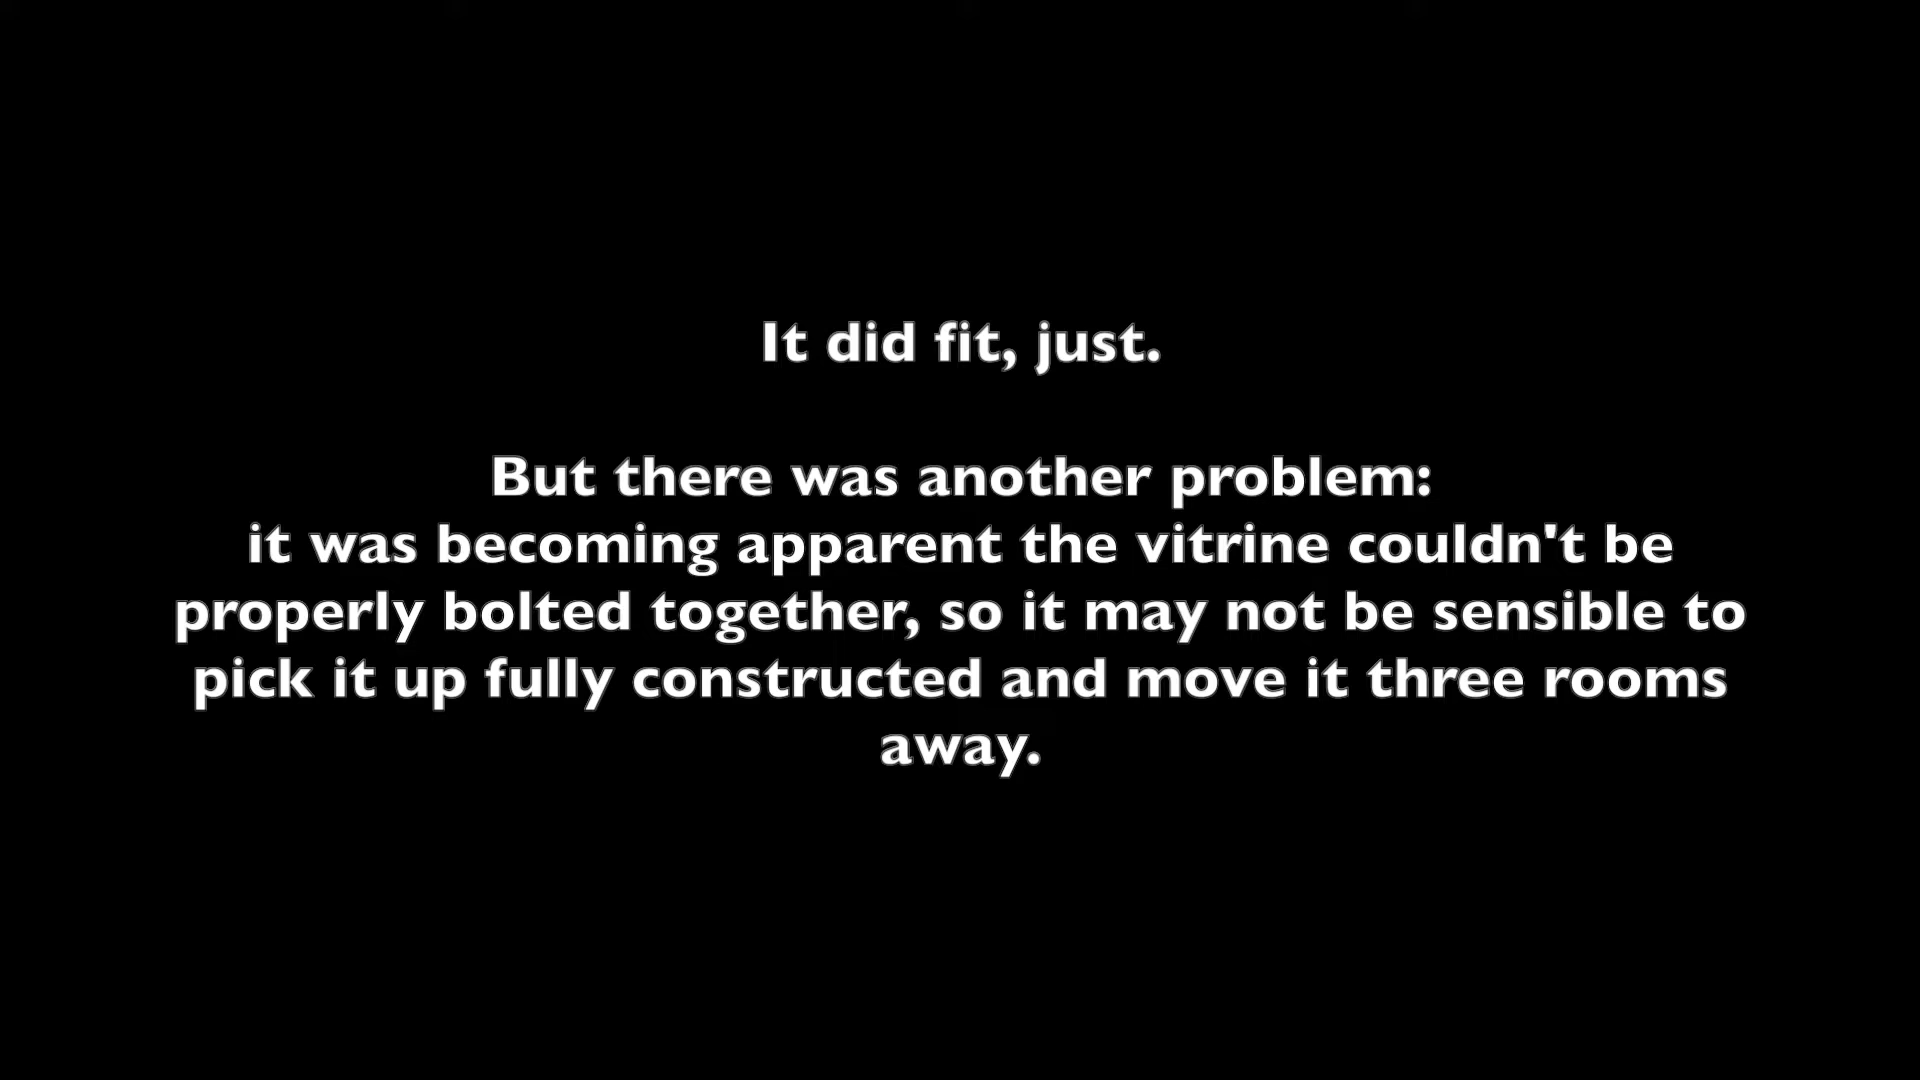 It did fit, just.
But there was another problem:
it was becoming apparent the vitrine couldn't be
properly bolted together, so it may not be sensible to
pick it up fully constructed and move it three rooms
away.